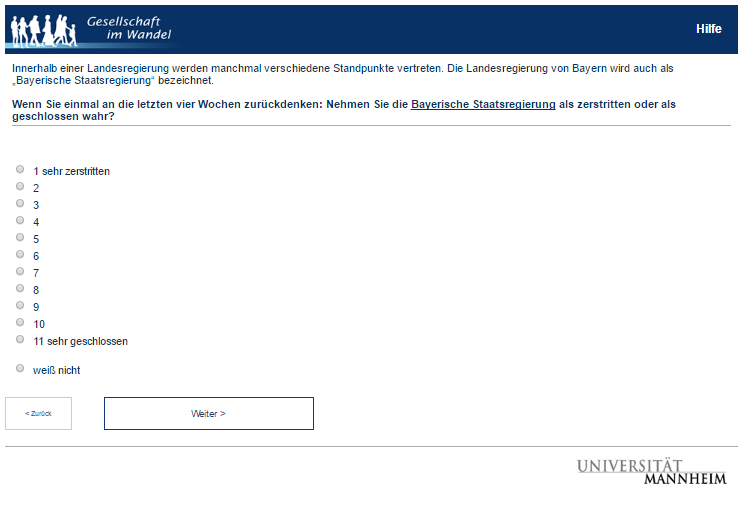 Gesellschaft
im Wandel
Hilfe
Innerhalb einer Landesregierung werden manchmal verschiedene Standpunkte vertreten. Die Landesregierung von Bayern wird auch als
„Bayerische Staatsregierung“ bezeichnet.
Wenn Sie einmal an die letzten vier Wochen zurückdenken: Nehmen Sie die Bayerische Staatsregierung als zerstritten oder als
geschlossen wahr?
1 sehr zerstritten
2
3
4
5
6
7
8
9
10
11 sehr geschlossen
weiß nicht
< Zurück
Weiter >
UNIVERSITÄT
MANNHEIM